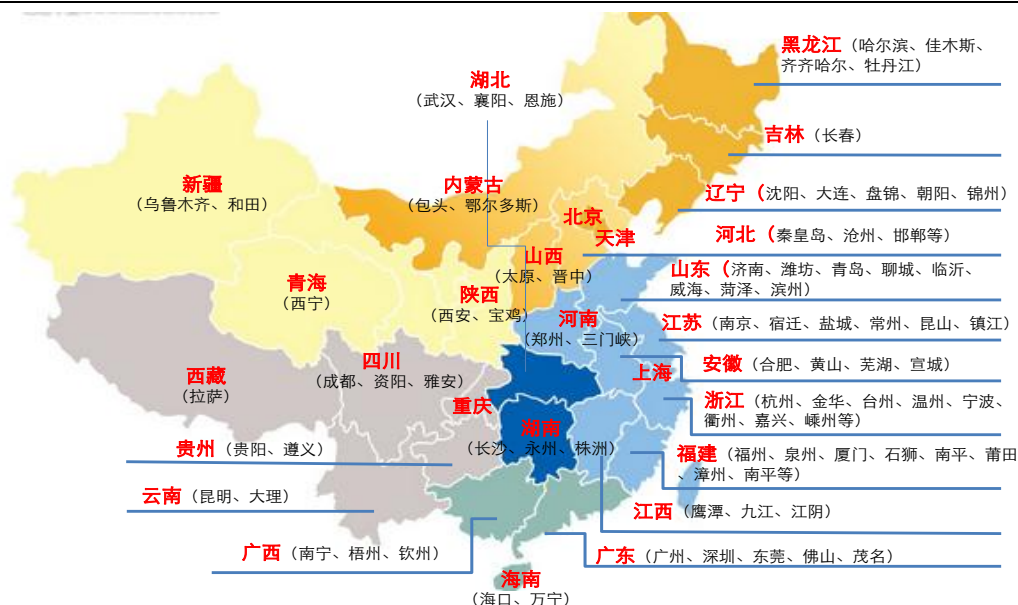 黑龙江（哈尔滨、佳木斯、
齐齐哈尔、牡丹江）
湖北
（武汉、襄阳、恩施）
吉林（长春）
新疆
（乌鲁木齐、和田）
内蒙古
（包头、鄂尔多斯）
辽宁（沈阳、大连、盘锦、朝阳、锦州）
北京
天津
河北（秦皇岛、沧州、邯郸等）
山西
（太原、晋中）
山东（济南、潍坊、青岛、聊城、临沂、
威海、菏泽、滨州）
青海
（西宁）
陕西
（西安、宝鸡）
河南
（郑州、三门峡）
江苏（南京、宿迁、盐城、常州、昆山、镇江）
四川
（成都、资阳、雅安）
安徽（合肥、黄山、芜湖、宣城）
上海
西藏
（拉萨）
重庆
浙江（杭州、金华、台州、温州、宁波、
衢州、嘉兴、嵊州等）
湖南
（长沙、永州、株洲）
贵州（贵阳、遵义）
福建（福州、泉州、厦门、石狮、南平、莆田
、漳州、南平等）
云南（昆明、大理）
江西（鹰潭、九江、江阴）
广西（南宁、梧州、钦州）
广东（广州、深圳、东莞、佛山、茂名）
海南
（海口、万宁）